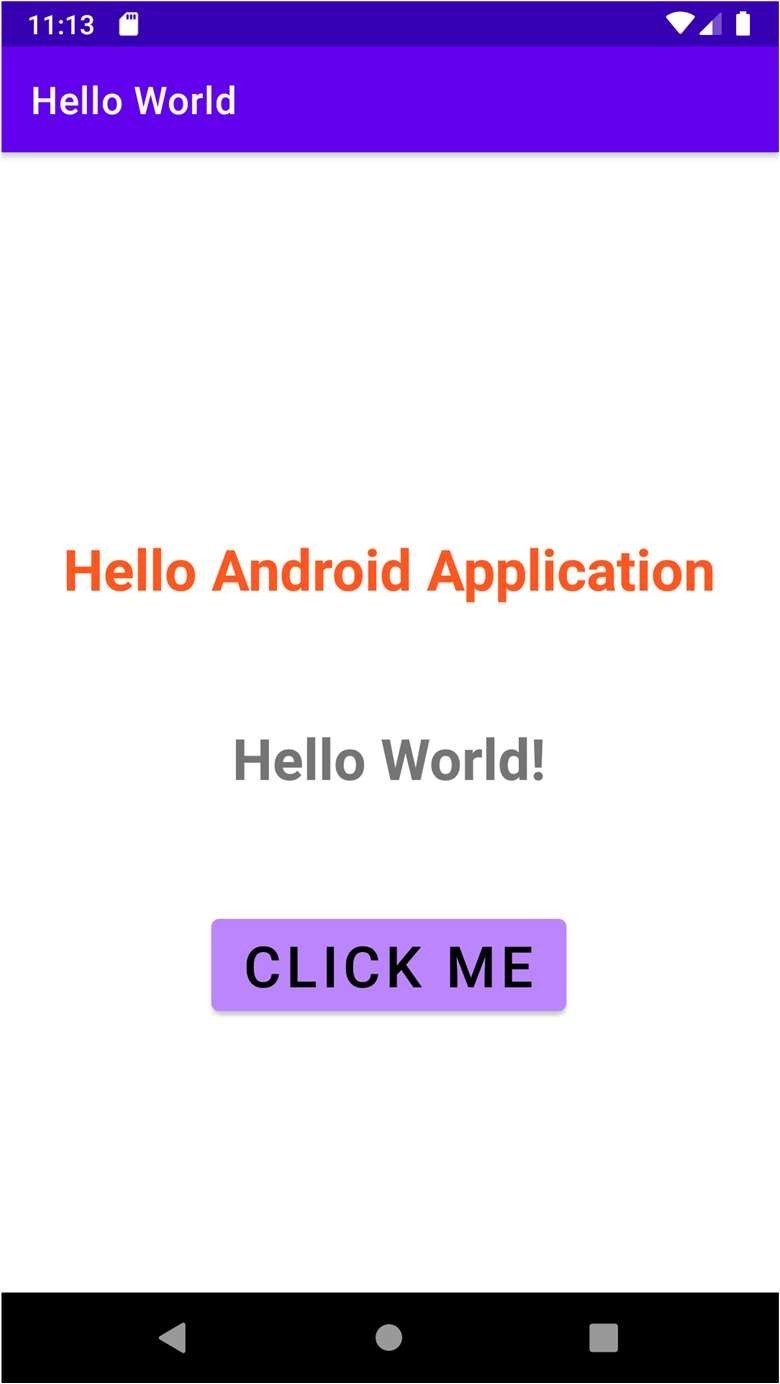 11:13
Hello World
Hello Android Application
Hello World!
CLICK ME